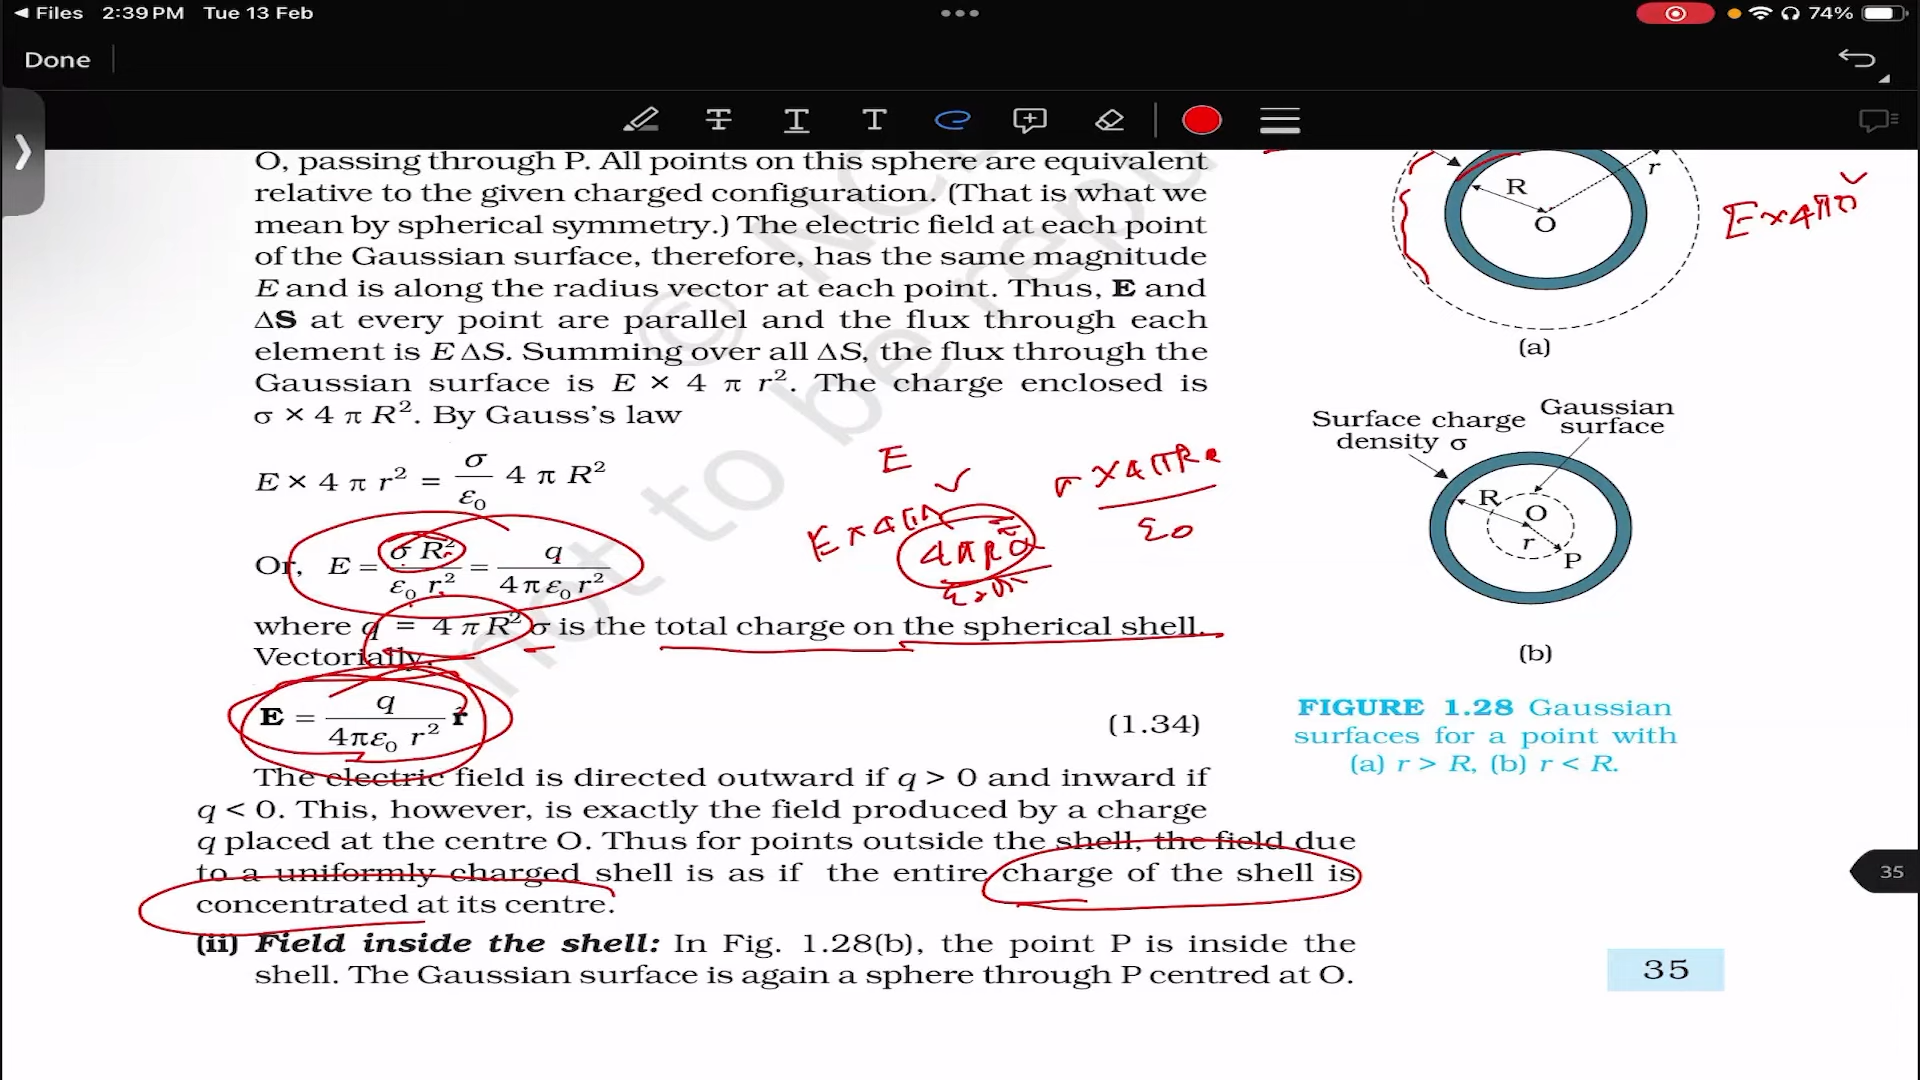 Files 2:39 PM Tue 13 Feb
74%
Done
O, passing through P. All points on this sphere are equivalent
relative to the given charged configuration. (That is what we
mean by spherical symmetry.) The electric field at each point
of the Gaussian surface, therefore, has the same magnitude
E and is along the radius vector at each point. Thus, E and
ΔS at every point are parallel and the flux through each
element is E ΔS. Summing over all ΔS, the flux through the
Gaussian surface is E × 4 π r². The charge enclosed is
σ × 4 π R². By Gauss's law
E × 4 π r² = σ/ε₀ 4 π R²
Or, E = σ R²/ε₀ r² = q/4 π ε₀ r²
where q = 4 π R² σ is the total charge on the spherical shell.
Vectorially,
E = q/4πε₀ r² r̂ (1.34)
The electric field is directed outward if q > 0 and inward if
q < 0. This, however, is exactly the field produced by a charge
q placed at the centre O. Thus for points outside the shell, the field due
to a uniformly charged shell is as if the entire charge of the shell is
concentrated at its centre.
(ii) Field inside the shell: In Fig. 1.28(b), the point P is inside the
shell. The Gaussian surface is again a sphere through P centred at O.
E
ε₀
R
r
O
(a)
Surface charge
density σ
Gaussian
surface
R
O
r
P
(b)
FIGURE 1.28 Gaussian
surfaces for a point with
(a) r > R, (b) r < R.
35
35